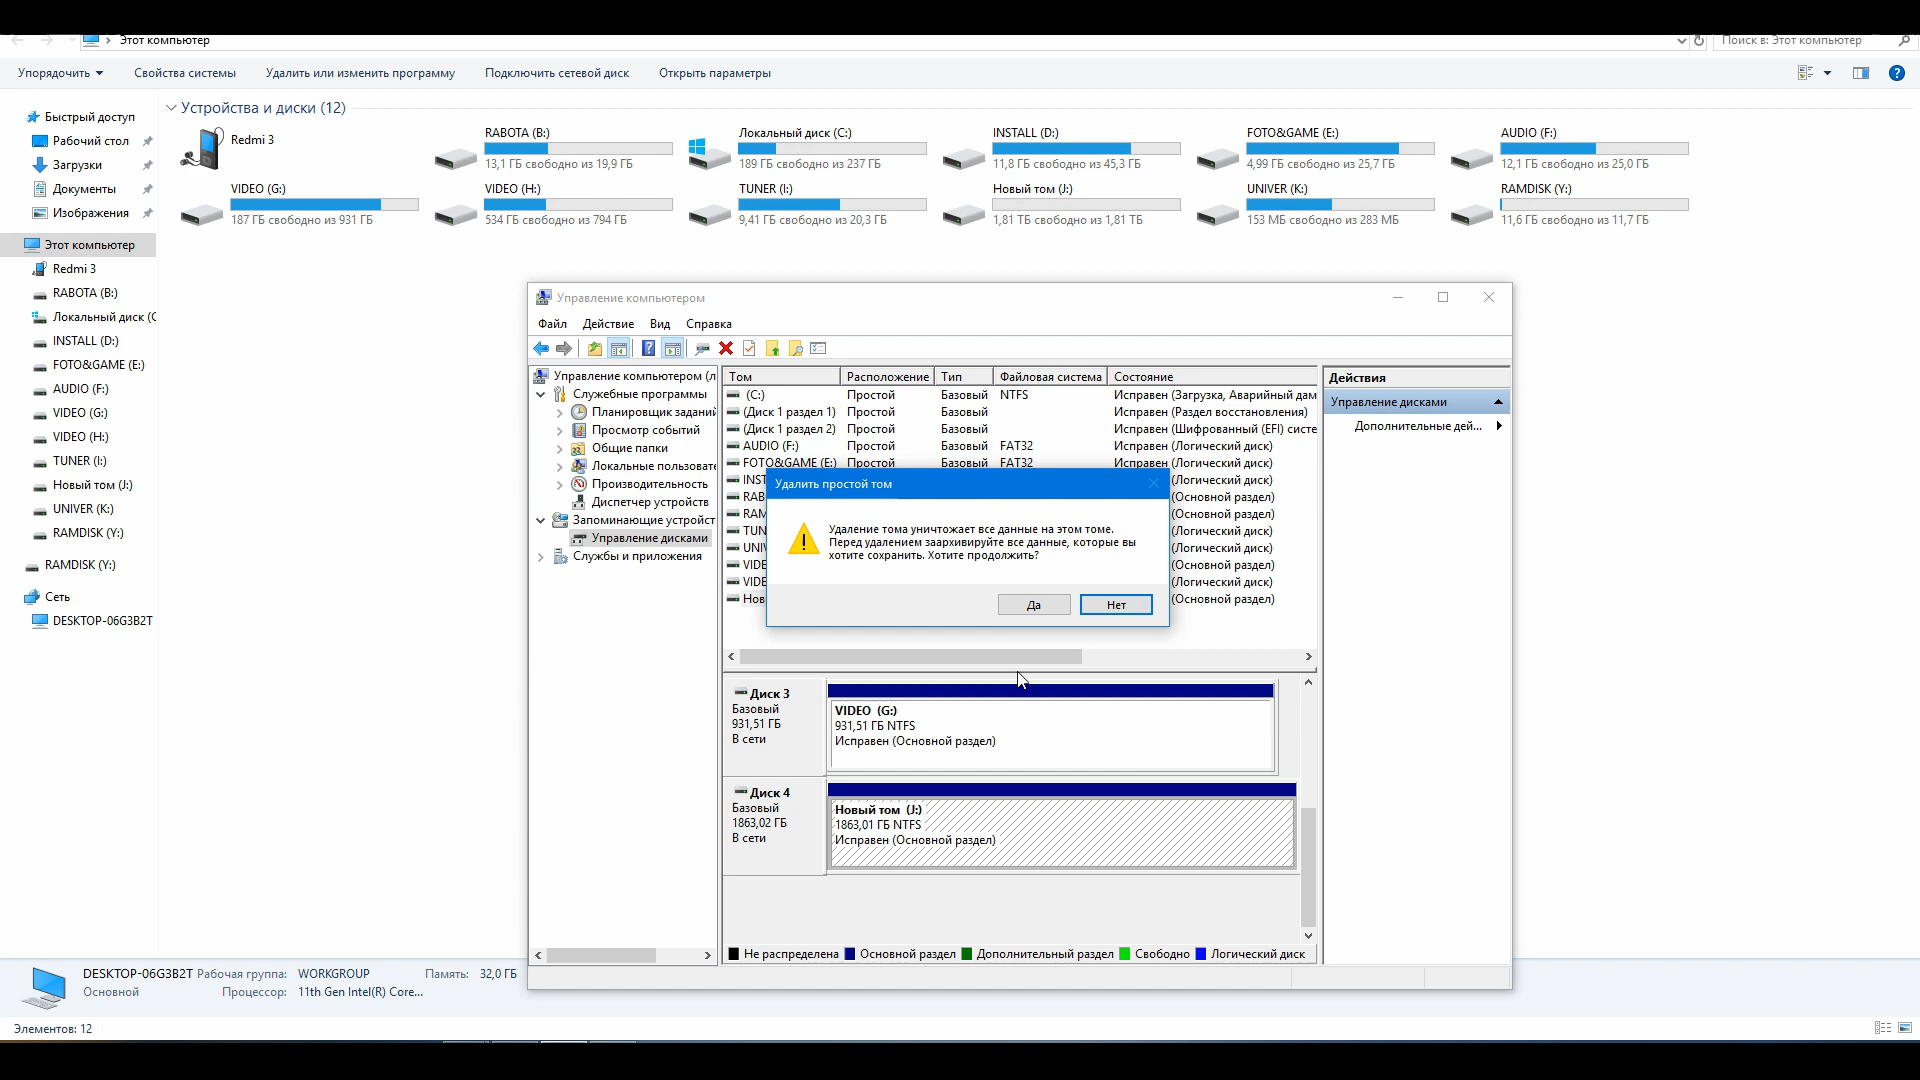 Этот компьютер
Поиск в: Этот компьютер
Упорядочить
Свойства системы
Удалить или изменить программу
Подключить сетевой диск
Открыть параметры
Быстрый доступ
Рабочий стол
Загрузки
Документы
Изображения
Этот компьютер
Redmi 3
RABOTA (B:)
Локальный диск (C
INSTALL (D:)
FOTO&GAME (E:)
AUDIO (F:)
VIDEO (G:)
VIDEO (H:)
TUNER (I:)
Новый том (J:)
UNIVER (K:)
RAMDISK (Y:)
RAMDISK (Y:)
Сеть
DESKTOP-06G3B2T
Устройства и диски (12)
Redmi 3
RABOTA (B:)
13,1 ГБ свободно из 19,9 ГБ
Локальный диск (C:)
189 ГБ свободно из 237 ГБ
INSTALL (D:)
11,8 ГБ свободно из 45,3 ГБ
FOTO&GAME (E:)
4,99 ГБ свободно из 25,7 ГБ
AUDIO (F:)
12,1 ГБ свободно из 25,0 ГБ
VIDEO (G:)
187 ГБ свободно из 931 ГБ
VIDEO (H:)
534 ГБ свободно из 794 ГБ
TUNER (I:)
9,41 ГБ свободно из 20,3 ГБ
Новый том (J:)
1,81 ТБ свободно из 1,81 ТБ
UNIVER (K:)
153 МБ свободно из 283 МБ
RAMDISK (Y:)
11,6 ГБ свободно из 11,7 ГБ
Управление компьютером
Файл Действие Вид Справка
Управление компьютером (л
Служебные программы
Планировщик заданий
Просмотр событий
Общие папки
Локальные пользовате
Производительность
Диспетчер устройств
Запоминающие устройст
Управление дисками
Службы и приложения
Том Расположение Тип Файловая система Состояние
(C:) Простой Базовый NTFS Исправен (Загрузка, Аварийный дам
(Диск 1 раздел 1) Простой Базовый Исправен (Раздел восстановления)
(Диск 1 раздел 2) Простой Базовый Исправен (Шифрованный (EFI) систе
AUDIO (F:) Простой Базовый FAT32 Исправен (Логический диск)
FOTO&GAME (E:) Простой Базовый FAT32 Исправен (Логический диск)
INST (Логический диск)
RAB (Основной раздел)
RAM (Основной раздел)
TUN (Логический диск)
UNIV (Логический диск)
VIDE (Основной раздел)
VIDE (Логический диск)
Нов (Основной раздел)
Удалить простой том
Удаление тома уничтожает все данные на этом томе.
Перед удалением заархивируйте все данные, которые вы
хотите сохранить. Хотите продолжить?
Да Нет
Диск 3
Базовый
931,51 ГБ
В сети
VIDEO (G:)
931,51 ГБ NTFS
Исправен (Основной раздел)
Диск 4
Базовый
1863,02 ГБ
В сети
Новый том (J:)
1863,01 ГБ NTFS
Исправен (Основной раздел)
Не распределена Основной раздел Дополнительный раздел Свободно Логический диск
Действия
Управление дисками
Дополнительные дей...
DESKTOP-06G3B2T Рабочая группа: WORKGROUP Память: 32,0 ГБ
Основной Процессор: 11th Gen Intel(R) Core...
Элементов: 12